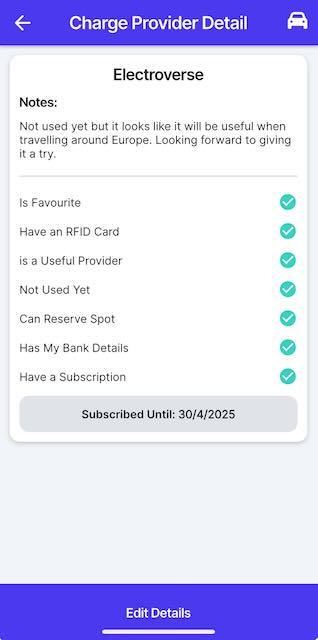 Charge Provider Detail
Electroverse
Notes:
Not used yet but it looks like it will be useful when
travelling around Europe. Looking forward to giving
it a try.
Is Favourite
Have an RFID Card
is a Useful Provider
Not Used Yet
Can Reserve Spot
Has My Bank Details
Have a Subscription
Subscribed Until: 30/4/2025
Edit Details